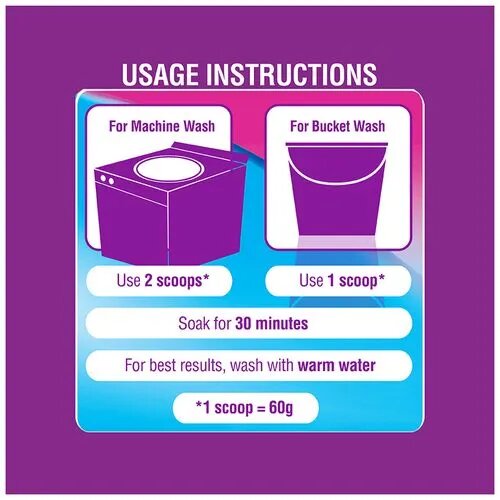 USAGE INSTRUCTIONS
For Machine Wash
For Bucket Wash
Use 2 scoops*
Use 1 scoop*
Soak for 30 minutes
For best results, wash with warm water
*1 scoop = 60g